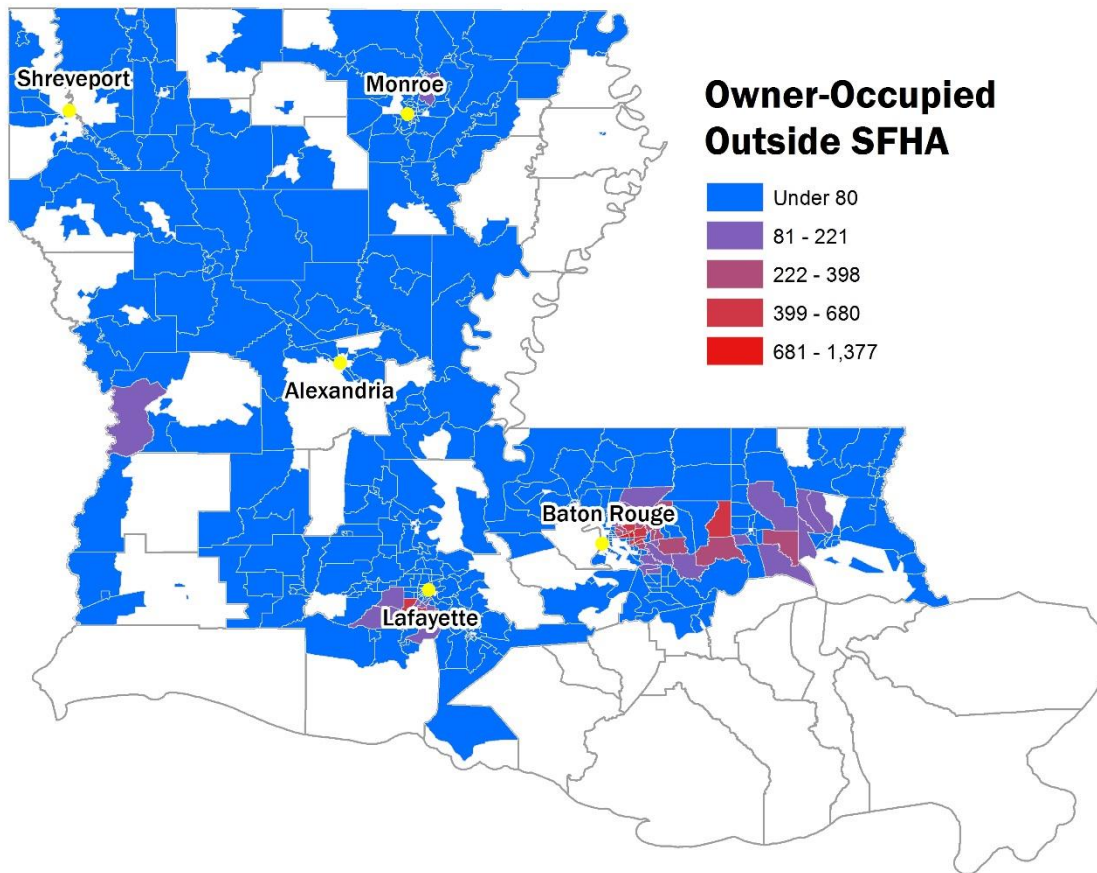 Shreveport
Monroe
Owner-Occupied
Outside SFHA
Under 80
81 - 221
222 - 398
399 - 680
681 - 1,377
Alexandria
Baton Rouge
Lafayette